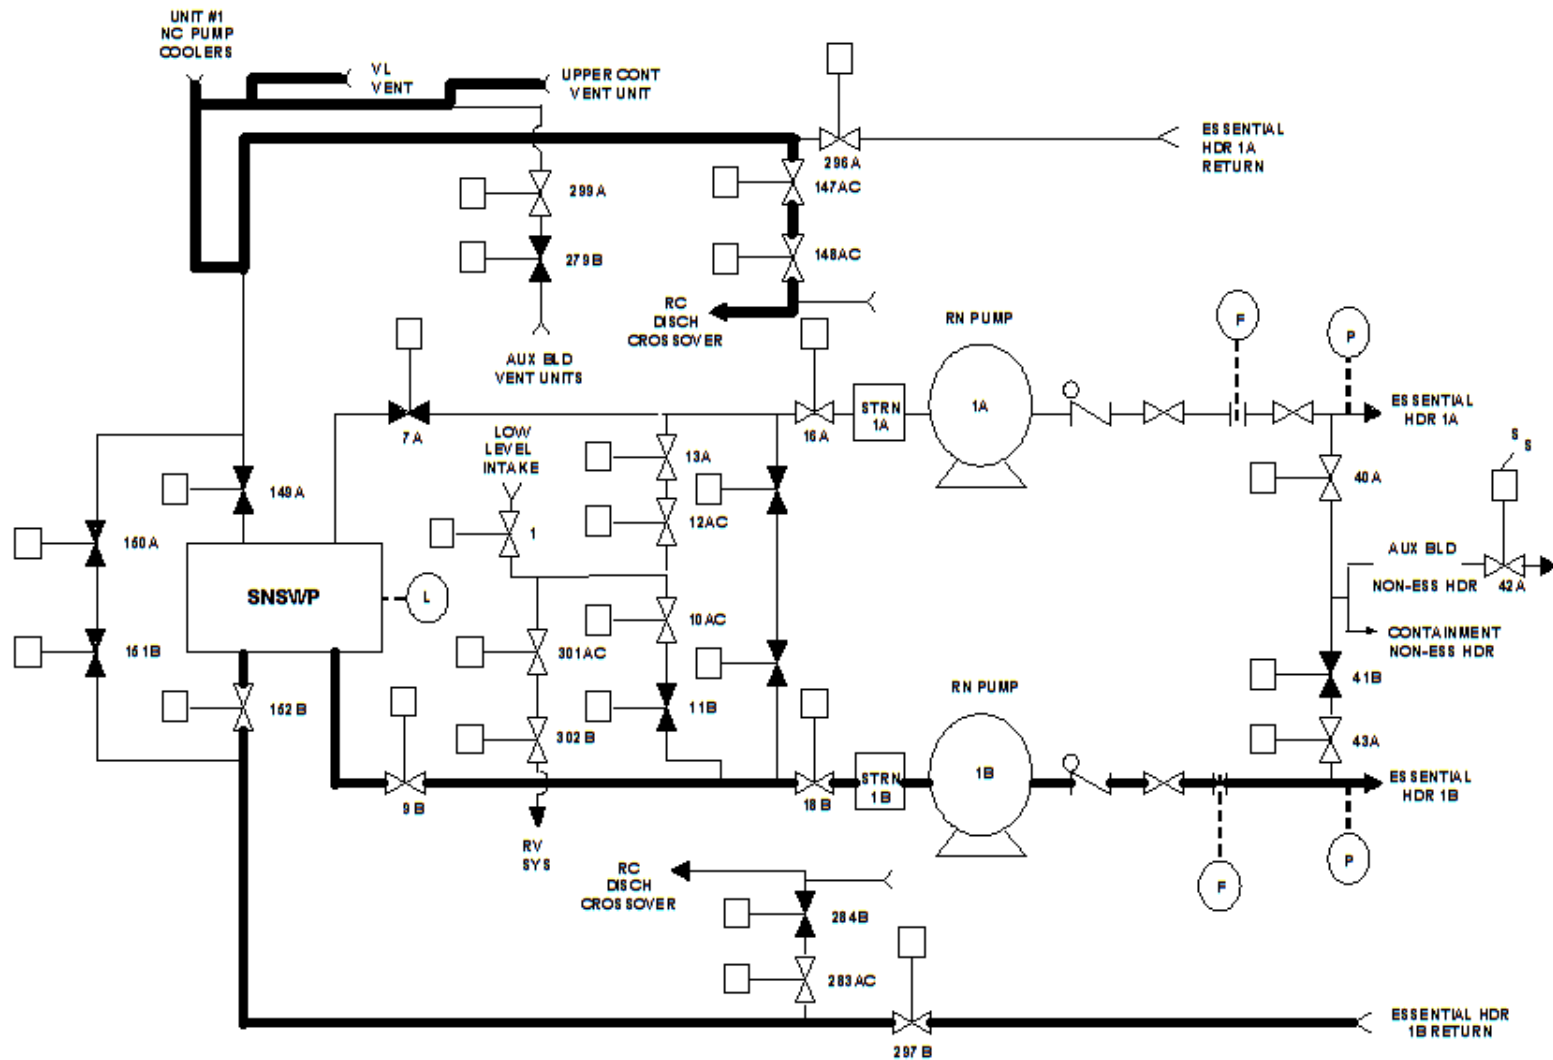 UNIT #1
NC PUMP
COOLERS
VL
VENT
UPPER CONT
VENT UNIT
ESSENTIAL
HDR 1A
RETURN
296A
147AC
299A
148AC
279B
RC
DISCH
CROSSOVER
RN PUMP
F
P
AUX BLD
VENT UNITS
ESSENTIAL
HDR 1A
STRN
1A
1A
7A
16A
LOW
LEVEL
INTAKE
13A
S
S
40A
149A
12AC
1
150A
AUX BLD
NON-ESS HDR
42A
SNSWP
L
10AC
CONTAINMENT
NON-ESS HDR
151B
301AC
41B
RN PUMP
152B
11B
302B
43A
STRN
1B
1B
ESSENTIAL
HDR 1B
9B
18B
RV
SYS
P
F
RC
DISCH
CROSSOVER
284B
283AC
ESSENTIAL HDR
1B RETURN
297B